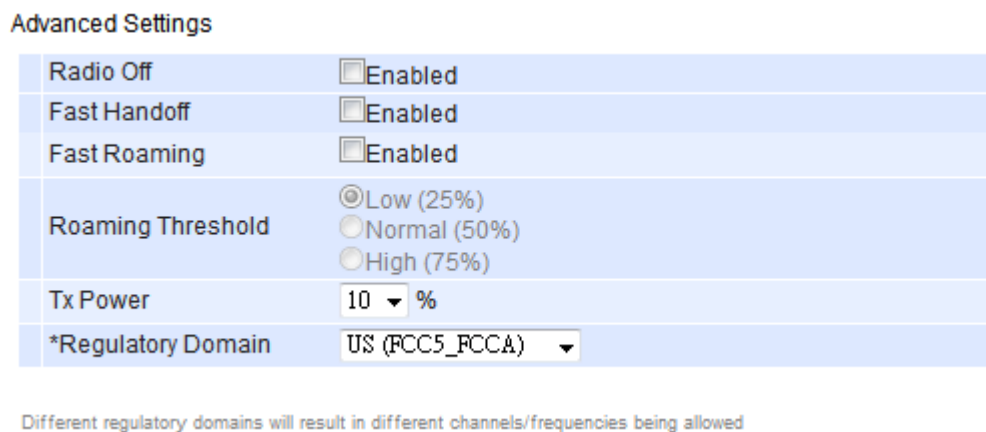 Advanced Settings
Radio Off Enabled
Fast Handoff Enabled
Fast Roaming Enabled
Roaming Threshold
Low (25%)
Normal (50%)
High (75%)
Tx Power 10 %
*Regulatory Domain US (FCC5_FCCA)
Different regulatory domains will result in different channels/frequencies being allowed